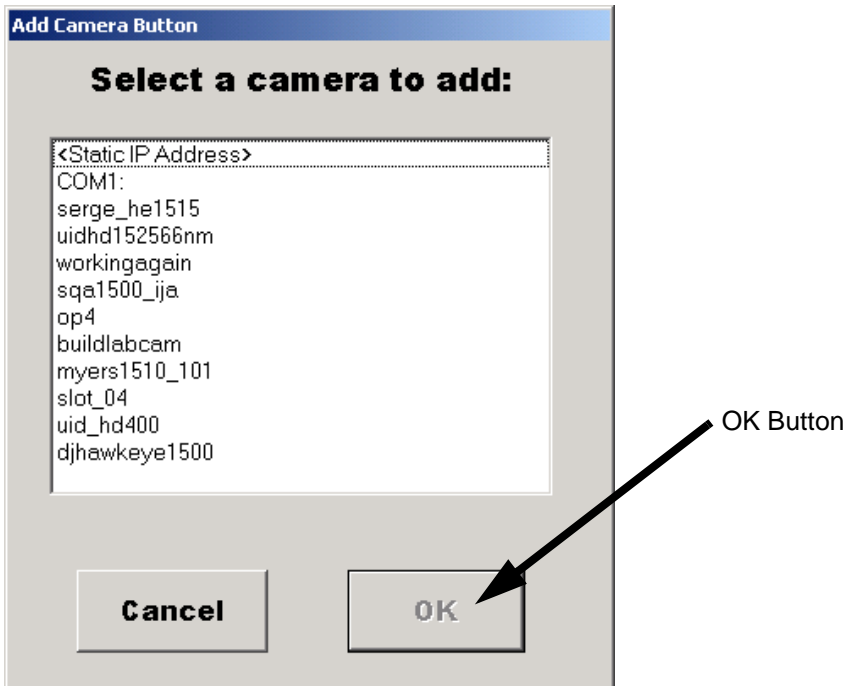 Add Camera Button
Select a camera to add:
<Static IP Address>
COM1:
serge_he1515
uidhd152566nm
workingagain
sqa1500_ija
op4
buildlabcam
myers1510_101
slot_04
uid_hd400
djhawkeye1500
OK Button
Cancel
OK